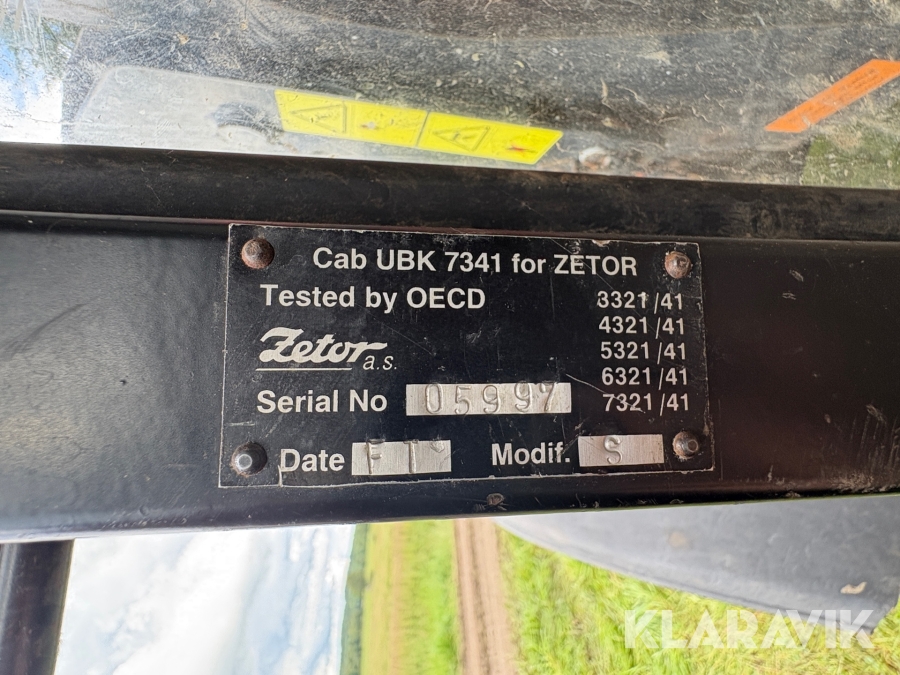 Cab UBK 7341 for ZETOR
Tested by OECD
3321/41
4321/41
Zetor a.s.
5321/41
6321/41
Serial No 05997
7321/41
Date FT
Modif. S
KLARAVIK